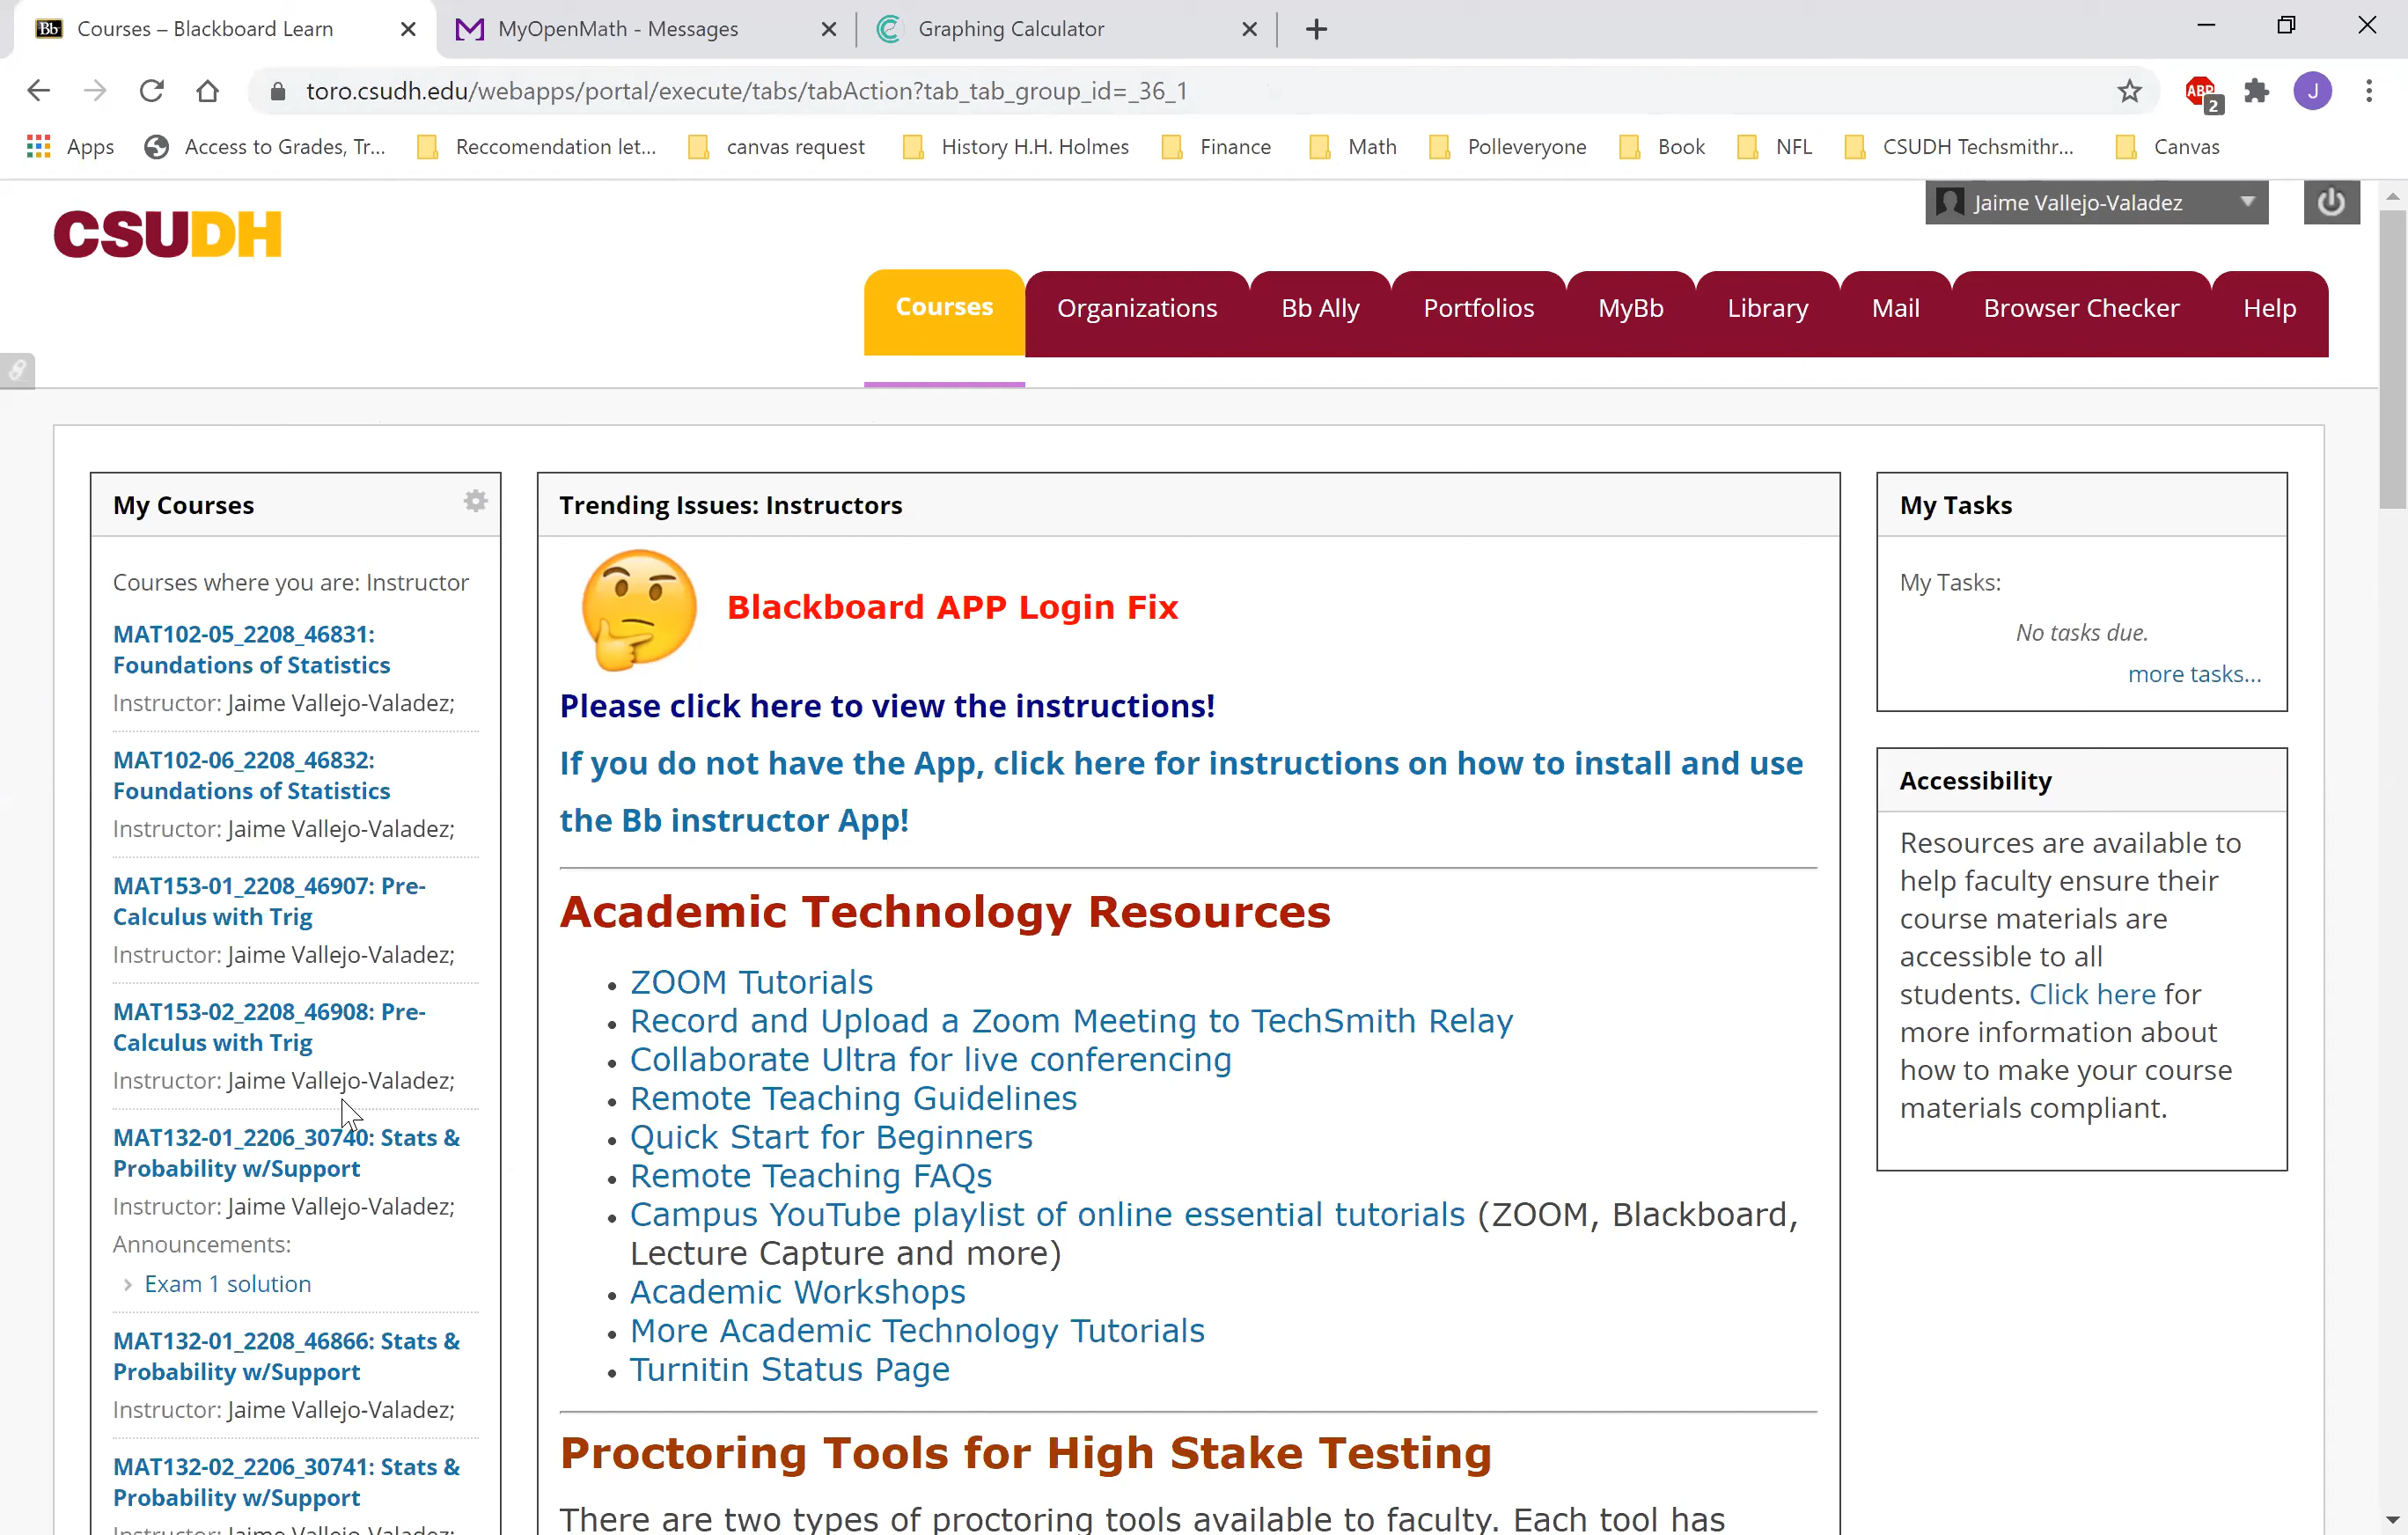 Bb Courses – Blackboard Learn
MyOpenMath - Messages
Graphing Calculator
toro.csudh.edu/webapps/portal/execute/tabs/tabAction?tab_tab_group_id=_36_1
ABP 2
J
Apps
Access to Grades, Tr...
Reccomendation let...
canvas request
History H.H. Holmes
Finance
Math
Polleveryone
Book
NFL
CSUDH Techsmithr...
Canvas
CSUDH
Jaime Vallejo-Valadez
Courses
Organizations
Bb Ally
Portfolios
MyBb
Library
Mail
Browser Checker
Help
My Courses
Courses where you are: Instructor
MAT102-05_2208_46831:
Foundations of Statistics
Instructor: Jaime Vallejo-Valadez;
MAT102-06_2208_46832:
Foundations of Statistics
Instructor: Jaime Vallejo-Valadez;
MAT153-01_2208_46907: Pre-
Calculus with Trig
Instructor: Jaime Vallejo-Valadez;
MAT153-02_2208_46908: Pre-
Calculus with Trig
Instructor: Jaime Vallejo-Valadez;
MAT132-01_2206_30740: Stats &
Probability w/Support
Instructor: Jaime Vallejo-Valadez;
Announcements:
Exam 1 solution
MAT132-01_2208_46866: Stats &
Probability w/Support
Instructor: Jaime Vallejo-Valadez;
MAT132-02_2206_30741: Stats &
Probability w/Support
Instructor: Jaime Vallejo-Valadez;
Trending Issues: Instructors
Blackboard APP Login Fix
Please click here to view the instructions!
If you do not have the App, click here for instructions on how to install and use
the Bb instructor App!
Academic Technology Resources
• ZOOM Tutorials
• Record and Upload a Zoom Meeting to TechSmith Relay
• Collaborate Ultra for live conferencing
• Remote Teaching Guidelines
• Quick Start for Beginners
• Remote Teaching FAQs
• Campus YouTube playlist of online essential tutorials (ZOOM, Blackboard,
Lecture Capture and more)
• Academic Workshops
• More Academic Technology Tutorials
• Turnitin Status Page
Proctoring Tools for High Stake Testing
There are two types of proctoring tools available to faculty. Each tool has
My Tasks
My Tasks:
No tasks due.
more tasks...
Accessibility
Resources are available to
help faculty ensure their
course materials are
accessible to all
students. Click here for
more information about
how to make your course
materials compliant.